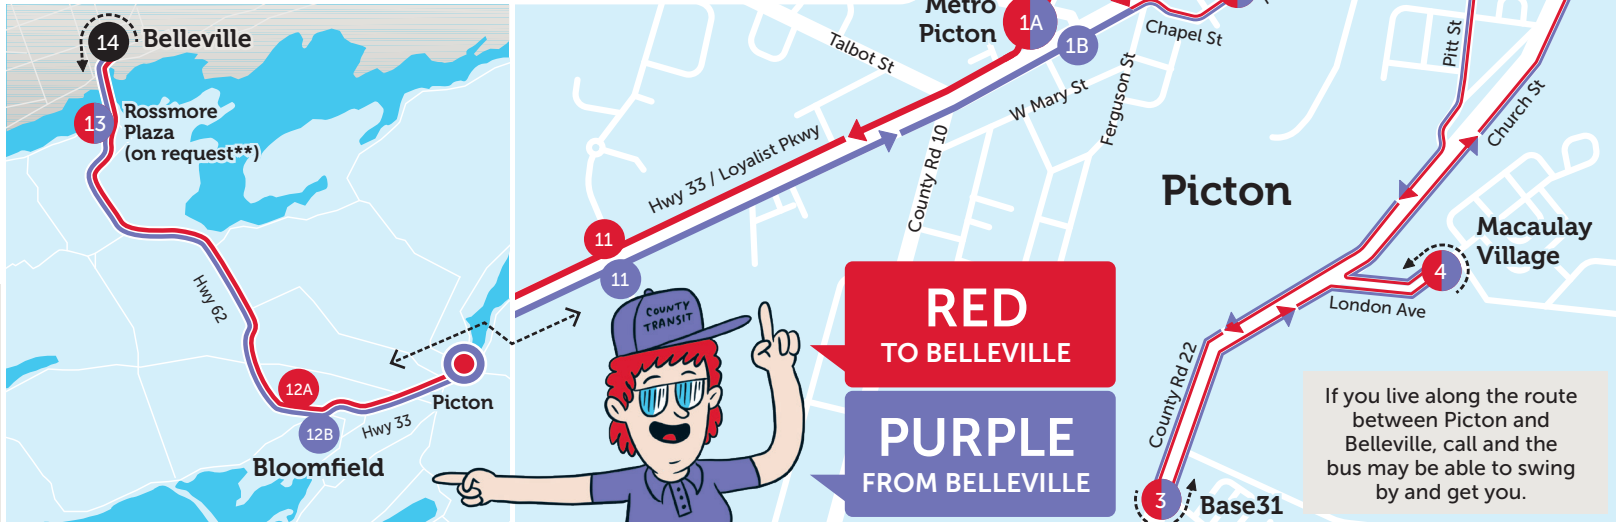 14
Belleville
13
Rossmore
Plaza
(on request**)
Hwy 62
12A
12B
Hwy 33
Bloomfield
Picton
Metro
Picton
1A
1B
Talbot St
Chapel St
W Mary St
Ferguson St
Hwy 33 / Loyalist Pkwy
County Rd 10
11
11
COUNTY
TRANSIT
RED
TO BELLEVILLE
PURPLE
FROM BELLEVILLE
Picton
Pitt St
Church St
Macaulay
Village
4
London Ave
County Rd 22
3
Base31
If you live along the route
between Picton and
Belleville, call and the
bus may be able to swing
by and get you.